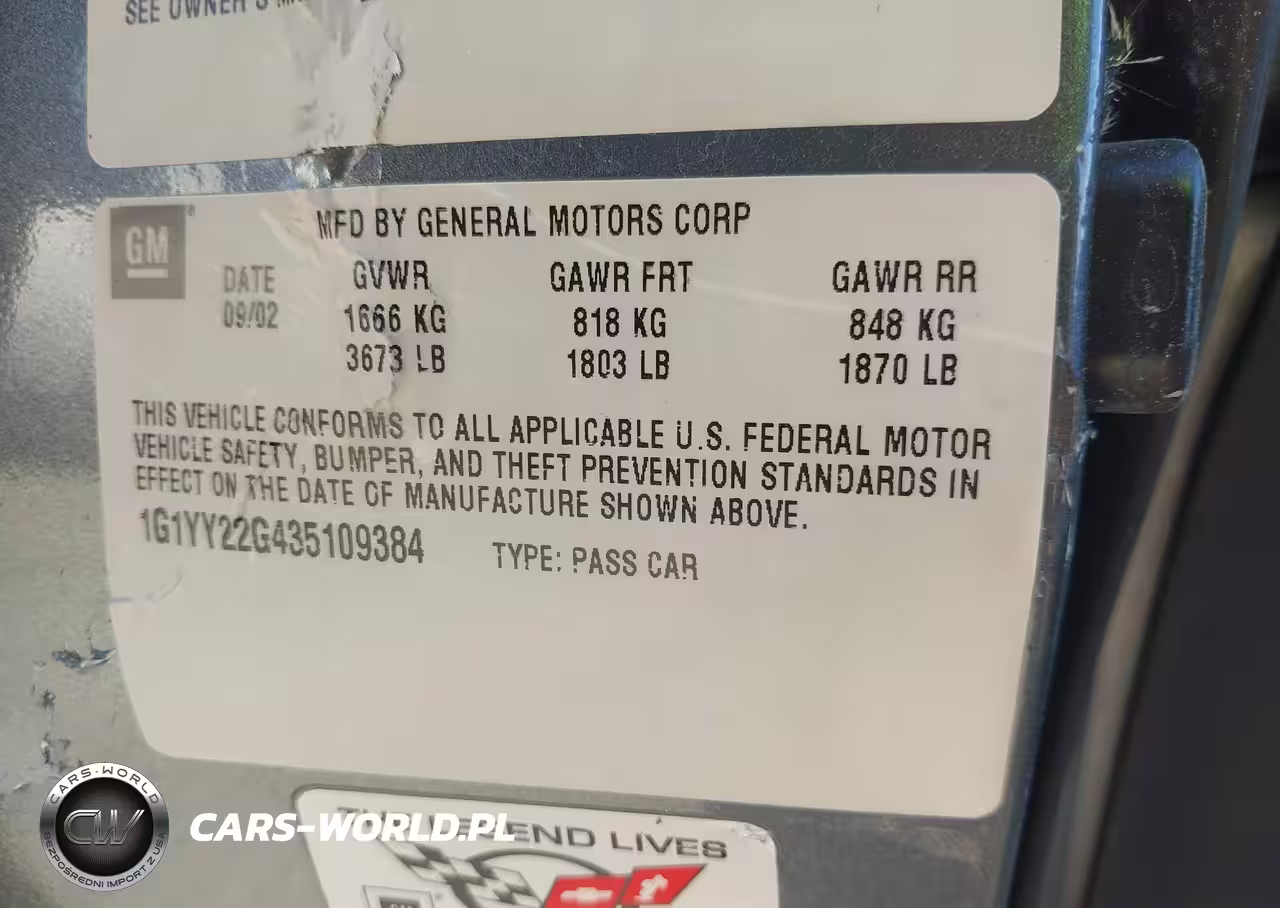 SEE OWNER'S
GM
MFD BY GENERAL MOTORS CORP
DATE GVWR GAWR FRT GAWR RR
09/02 1666 KG 818 KG 848 KG
3673 LB 1803 LB 1870 LB
THIS VEHICLE CONFORMS TO ALL APPLICABLE U.S. FEDERAL MOTOR
VEHICLE SAFETY, BUMPER, AND THEFT PREVENTION STANDARDS IN
EFFECT ON THE DATE OF MANUFACTURE SHOWN ABOVE.
1G1YY22G435109384 TYPE: PASS CAR
LIVES
CARS-WORLD
CW
BEZPOŚREDNI IMPORT Z USA
CARS-WORLD.PL